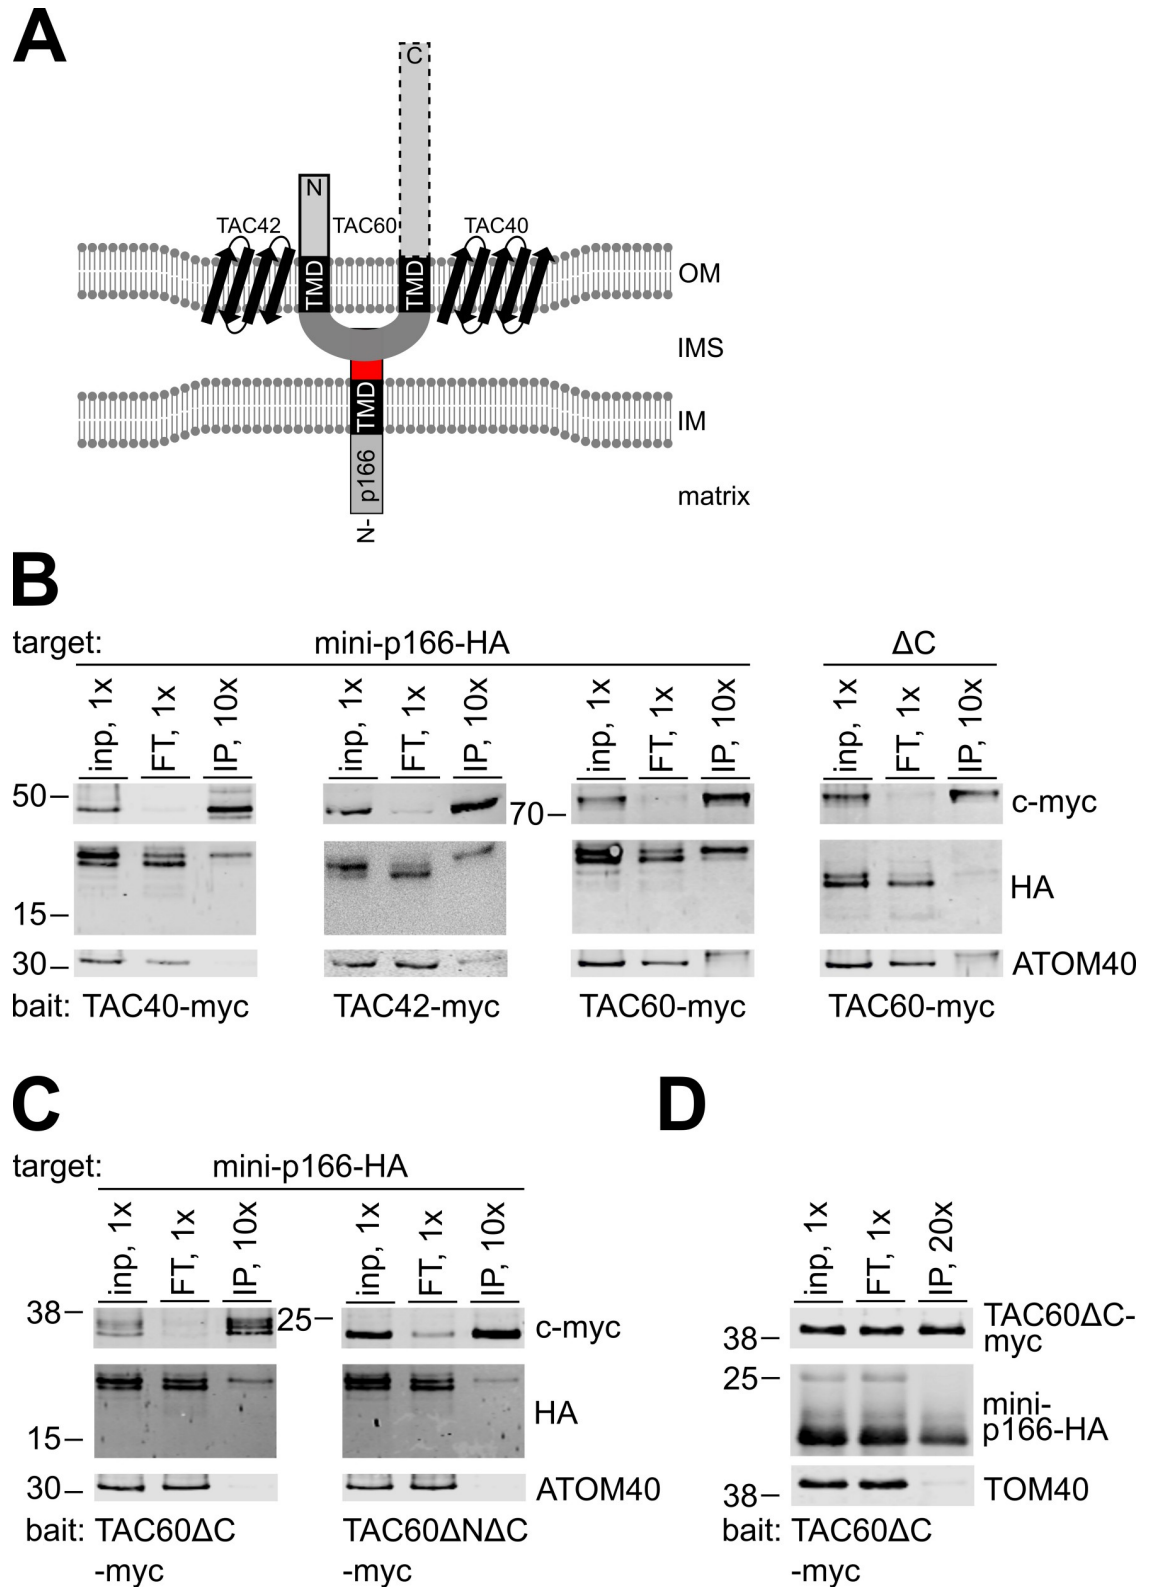 A
C
N
TAC42 TAC60 TAC40
TMD TMD
OM
IMS
TMD
IM
p166
matrix
N-
B
target: mini-p166-HA ΔC
inp, 1x FT, 1x IP, 10x inp, 1x FT, 1x IP, 10x inp, 1x FT, 1x IP, 10x inp, 1x FT, 1x IP, 10x
50– 70– c-myc
HA
15–
30– ATOM40
bait: TAC40-myc TAC42-myc TAC60-myc TAC60-myc
C
target: mini-p166-HA
inp, 1x FT, 1x IP, 10x inp, 1x FT, 1x IP, 10x
38– 25– c-myc
HA
15–
30– ATOM40
bait: TAC60ΔC TAC60ΔNΔC
-myc -myc
D
inp, 1x FT, 1x IP, 20x
TAC60ΔC-
38– myc
25–
mini-
p166-HA
38– TOM40
bait: TAC60ΔC
-myc